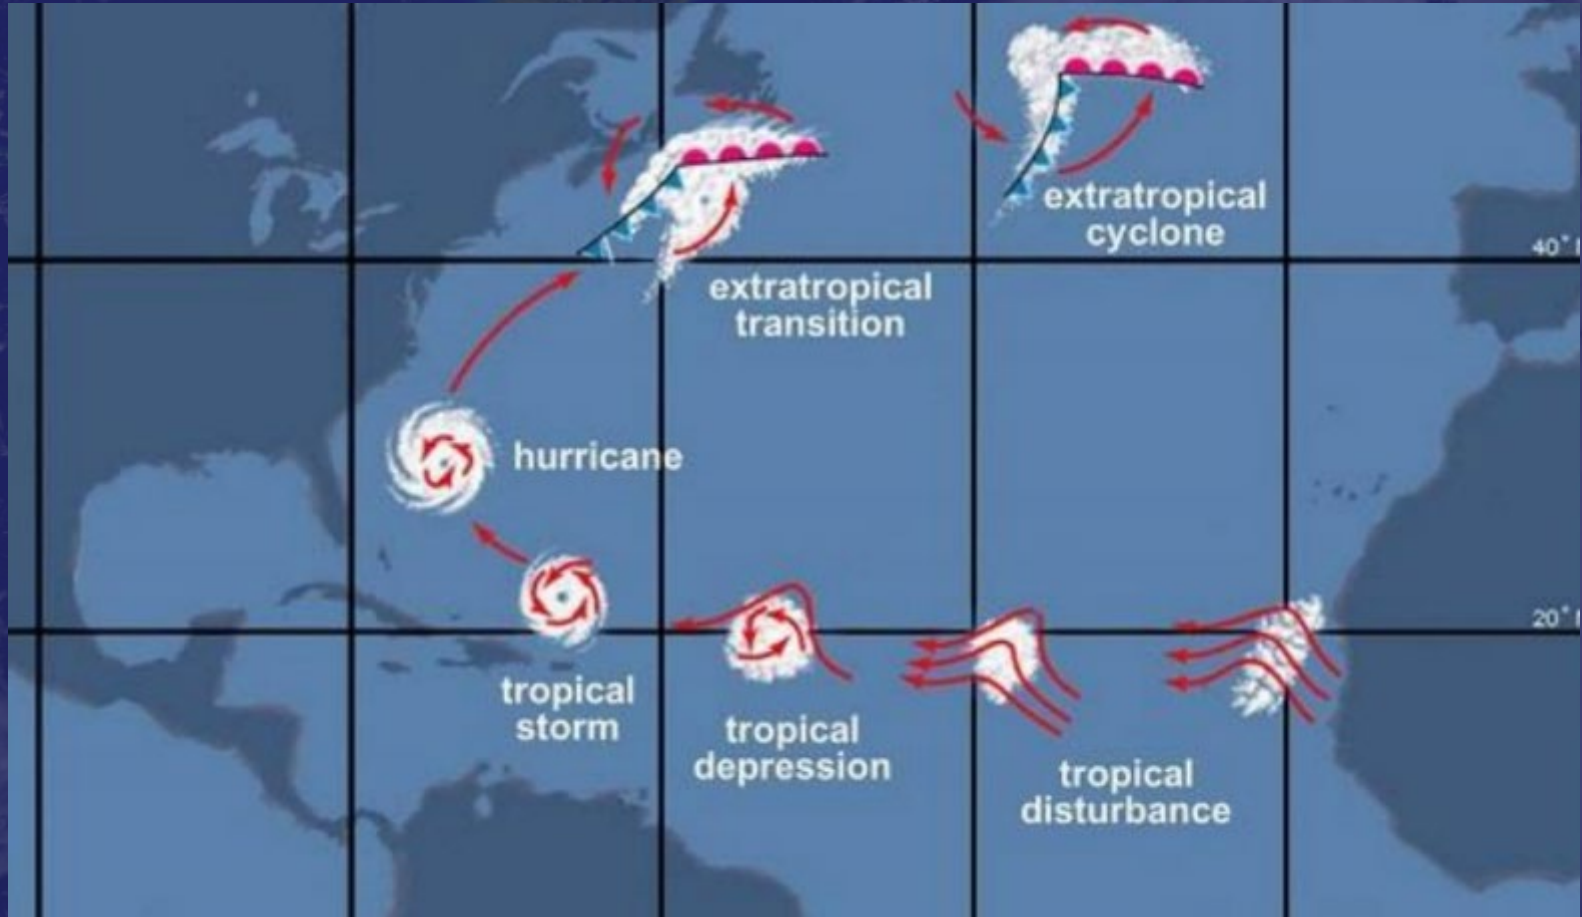 extratropical
cyclone
40°
extratropical
transition
hurricane
20°
tropical
storm
tropical
depression
tropical
disturbance